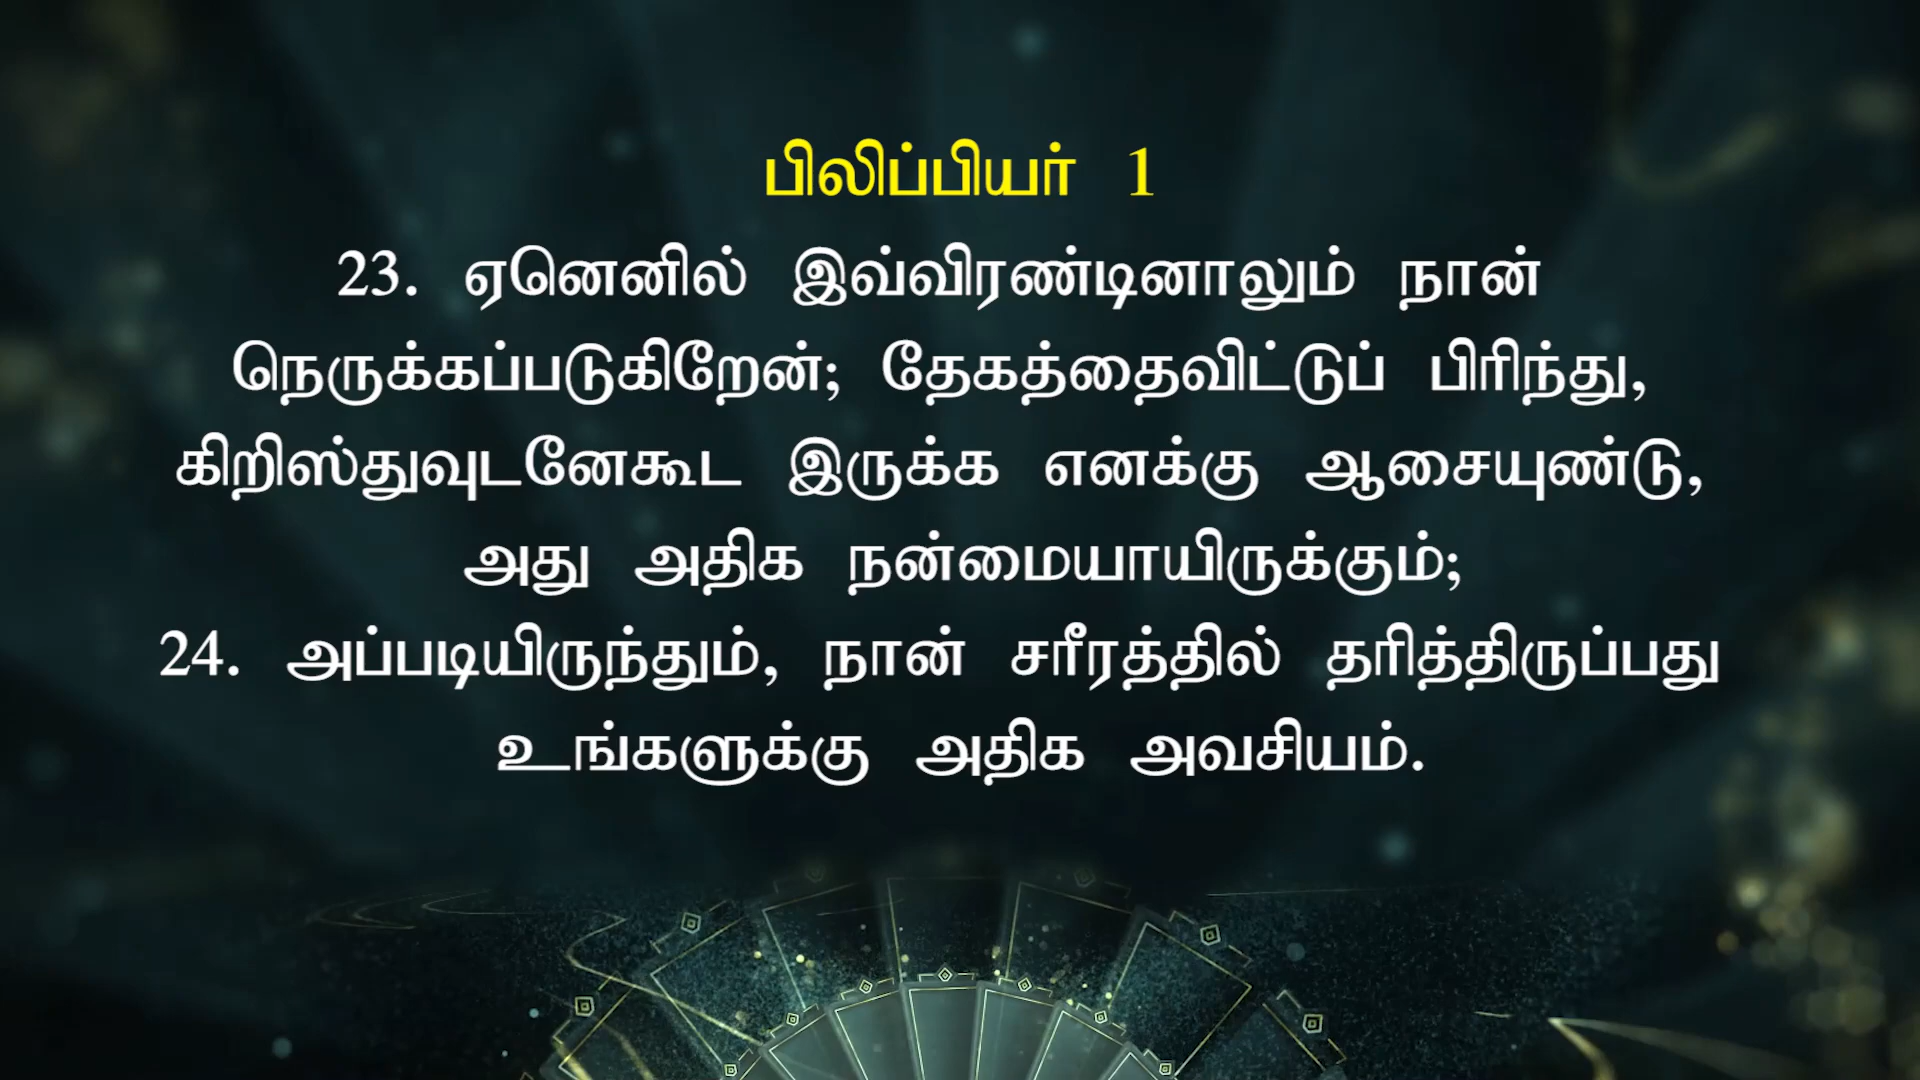 பிலிப்பியர் 1
23. ஏனெனில் இவ்விரண்டினாலும் நான்
நெருக்கப்படுகிறேன்; தேகத்தைவிட்டுப் பிரிந்து,
கிறிஸ்துவுடனேகூட இருக்க எனக்கு ஆசையுண்டு,
அது அதிக நன்மையாயிருக்கும்;
24. அப்படியிருந்தும், நான் சரீரத்தில் தரித்திருப்பது
உங்களுக்கு அதிக அவசியம்.